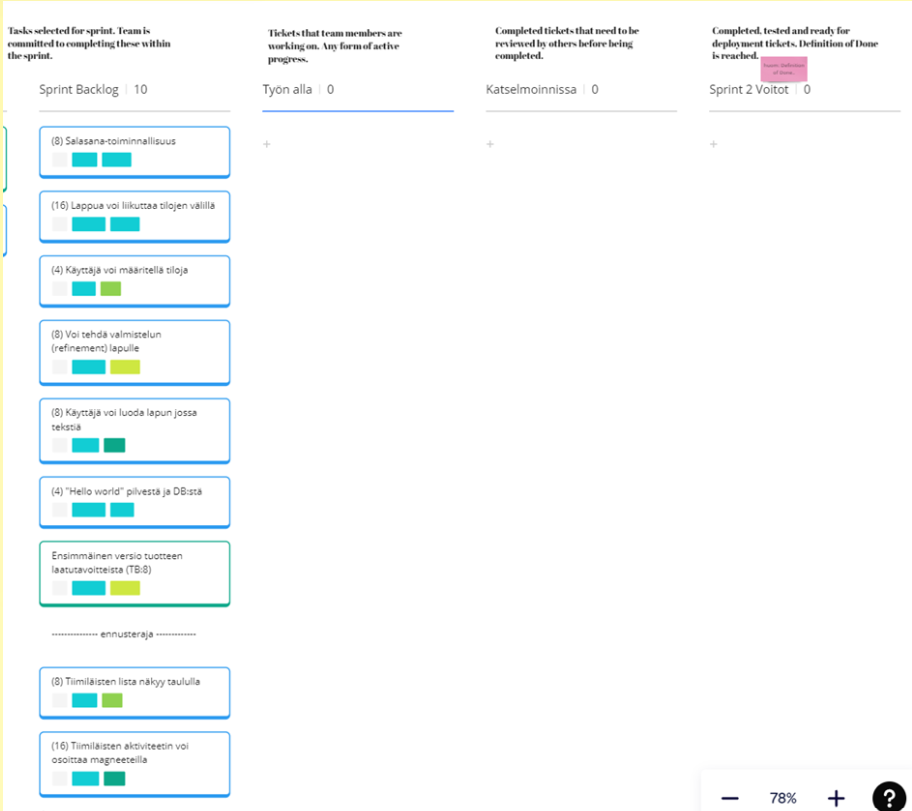 Tasks selected for sprint. Team is
committed to completing these within
the sprint.
Tickets that team members are
working on. Any form of active
progress.
Completed tickets that need to be
reviewed by others before being
completed.
Completed, tested and ready for
deployment tickets. Definition of Done
is reached.
Sprint Backlog | 10
Työn alla | 0
Katselmoinnissa | 0
Sprint 2 Voitot | 0
+
+
+
(8) Salasana-toiminnallisuus
(16) Lappua voi liikuttaa tilojen välillä
(4) Käyttäjä voi määritellä tiloja
(8) Voi tehdä valmistelun
(refinement) lapulle
(8) Käyttäjä voi luoda lapun jossa
tekstiä
(4) "Hello world" pilvestä ja DB:stä
Ensimmäinen versio tuotteen
laatutavoitteista (TB:8)
--------------- ennusteraja -------------
(8) Tiimiläisten lista näkyy taululla
(16) Tiimiläisten aktiviteetin voi
osoittaa magneeteilla
− 78% + ?